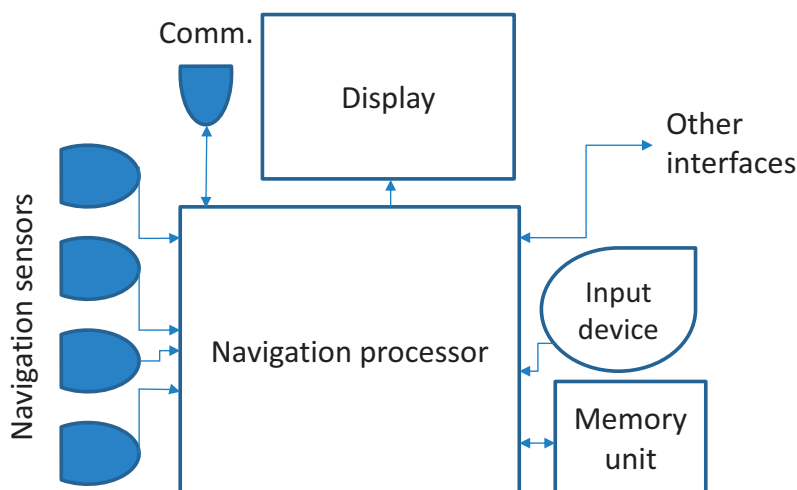 Comm.
Display
Other
interfaces
Navigation sensors
Input
device
Navigation processor
Memory
unit